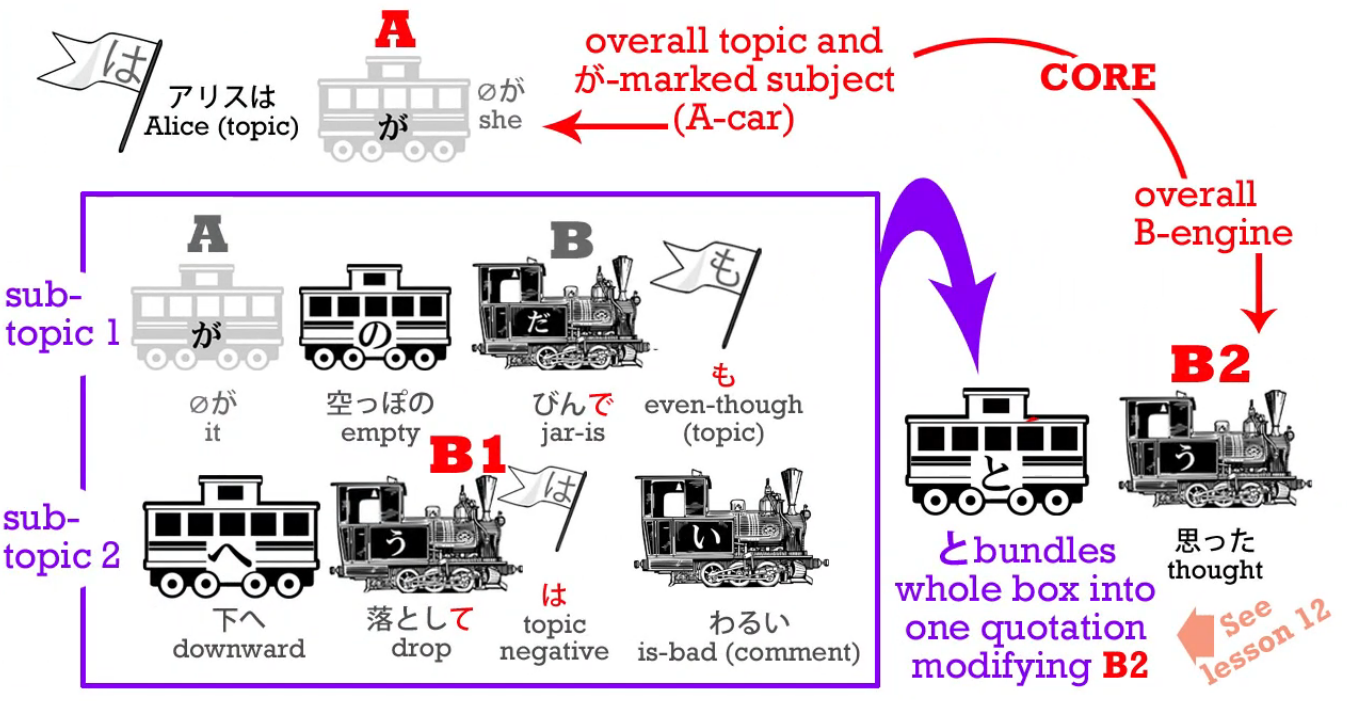 は
アリスは
Alice (topic)
A
が
∅が
she
overall topic and
が-marked subject
(A-car)
CORE
overall
B-engine
sub-
topic 1
A
が
∅が
it
の
空っぽの
empty
B
だ
びんで
jar-is
も
も
even-though
(topic)
sub-
topic 2
へ
下へ
downward
B1
う
落として
drop
は
は
topic
negative
い
わるい
is-bad (comment)
と
とbundles
whole box into
one quotation
modifying B2
B2
う
思った
thought
See
lesson 12